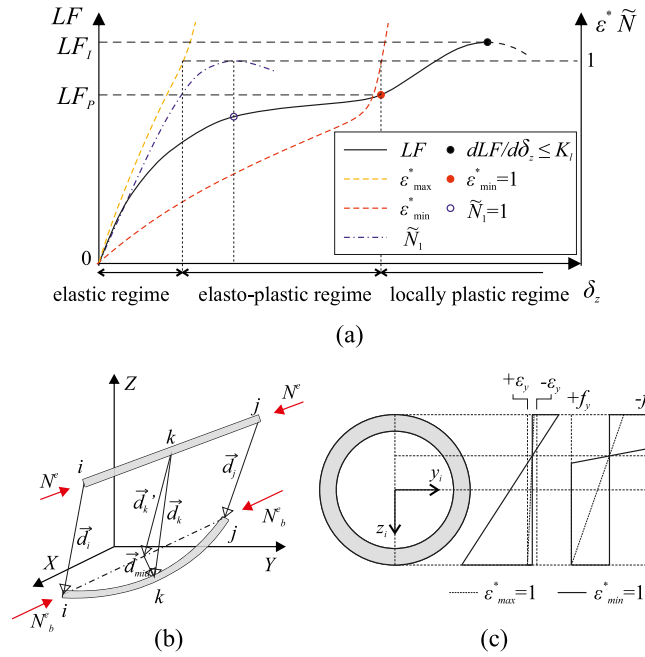 LF
ε* Ñ
LF_l
1
LF_P
LF
dLF/dδ_z ≤ K_l
ε*_max
ε*_min=1
ε*_min
Ñ_1=1
Ñ_1
0
elastic regime
elasto-plastic regime
locally plastic regime
δ_z
(a)
Z
N^e
j
k
i
N^e
d_j
d_k'
d_k
N^e_b
d_i
j
X
d_mid
Y
i
k
N^e_b
(b)
+ε_y
-ε_y
+f_y
y_i
z_i
ε*_max=1
ε*_min=1
(c)